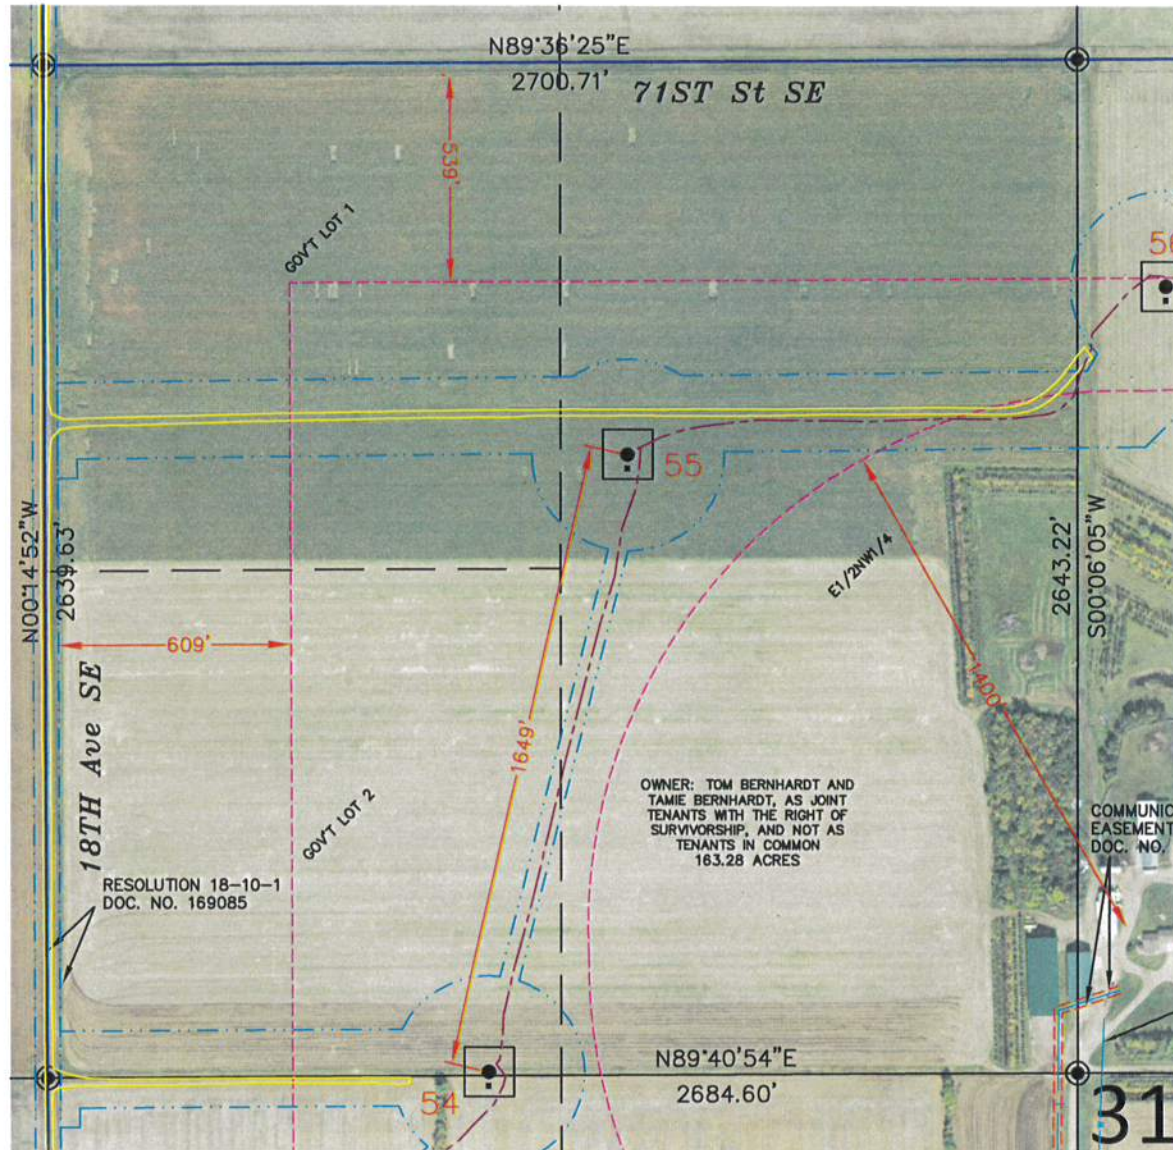 N89°36'25"E
2700.71'
71ST St SE
539'
GOV'T LOT 1
56
55
N00°14'52"W
2639.63'
2643.22'
S00°06'05"W
E1/2NW1/4
609'
18TH Ave SE
1649'
1400'
GOV'T LOT 2
OWNER: TOM BERNHARDT AND
TAMIE BERNHARDT, AS JOINT
TENANTS WITH THE RIGHT OF
SURVIVORSHIP, AND NOT AS
TENANTS IN COMMON
163.28 ACRES
COMMUNIC
EASEMENT
DOC. NO.
RESOLUTION 18-10-1
DOC. NO. 169085
N89°40'54"E
2684.60'
54
31